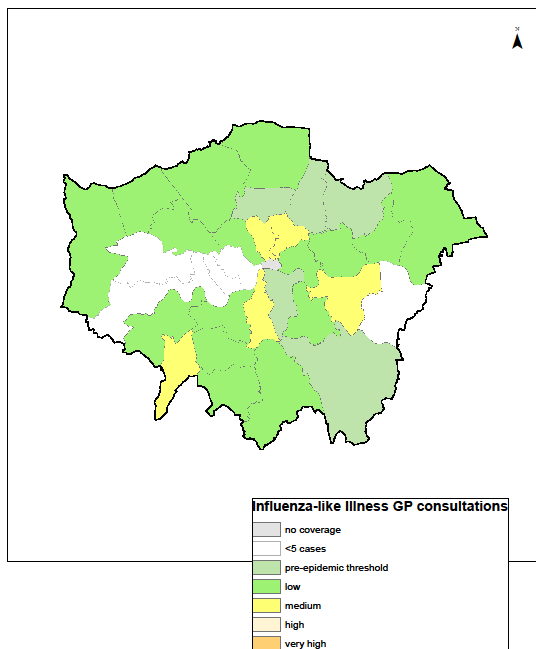 N
Influenza-like Illness GP consultations
no coverage
<5 cases
pre-epidemic threshold
low
medium
high
very high